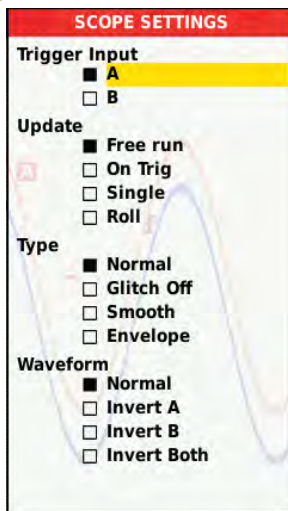 SCOPE SETTINGS
Trigger Input
A
B
Update
Free run
On Trig
Single
Roll
Type
Normal
Glitch Off
Smooth
Envelope
Waveform
Normal
Invert A
Invert B
Invert Both